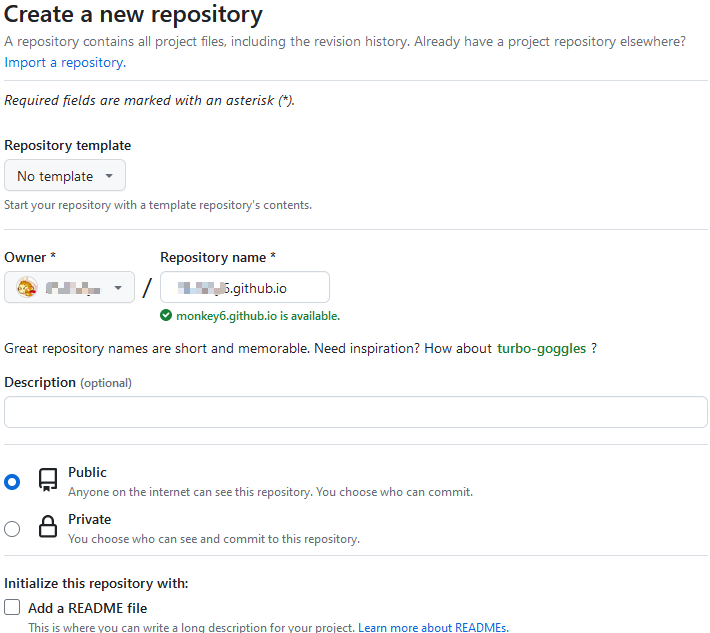 Create a new repository
A repository contains all project files, including the revision history. Already have a project repository elsewhere?
Import a repository.
Required fields are marked with an asterisk (*).
Repository template
No template
Start your repository with a template repository's contents.
Owner * Repository name *
/ .github.io
monkey6.github.io is available.
Great repository names are short and memorable. Need inspiration? How about turbo-goggles ?
Description (optional)
Public
Anyone on the internet can see this repository. You choose who can commit.
Private
You choose who can see and commit to this repository.
Initialize this repository with:
Add a README file
This is where you can write a long description for your project. Learn more about READMEs.